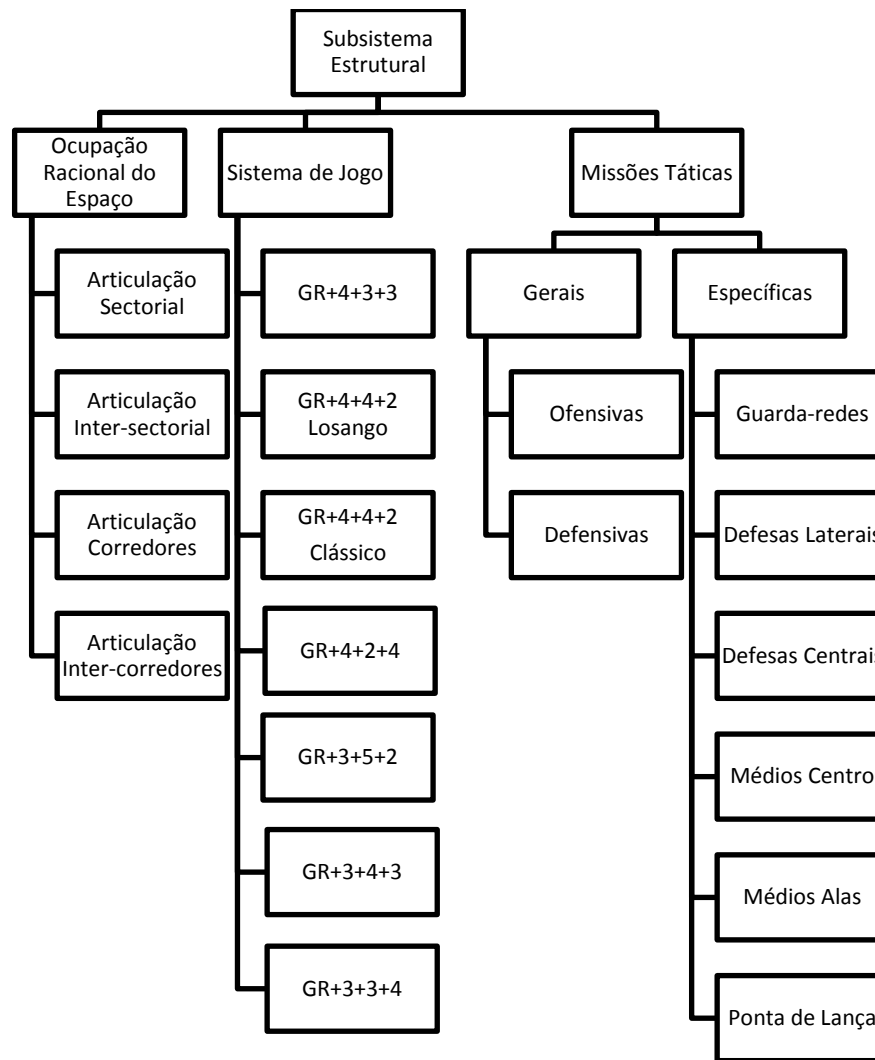 Subsistema
Estrutural
Ocupação
Racional do
Espaço
Sistema de Jogo
Missões Táticas
Articulação
Sectorial
Articulação
Inter-sectorial
Articulação
Corredores
Articulação
Inter-corredores
GR+4+3+3
GR+4+4+2
Losango
GR+4+4+2
Clássico
GR+4+2+4
GR+3+5+2
GR+3+4+3
GR+3+3+4
Gerais
Ofensivas
Defensivas
Específicas
Guarda-redes
Defesas Laterais
Defesas Centrais
Médios Centro
Médios Alas
Ponta de Lança